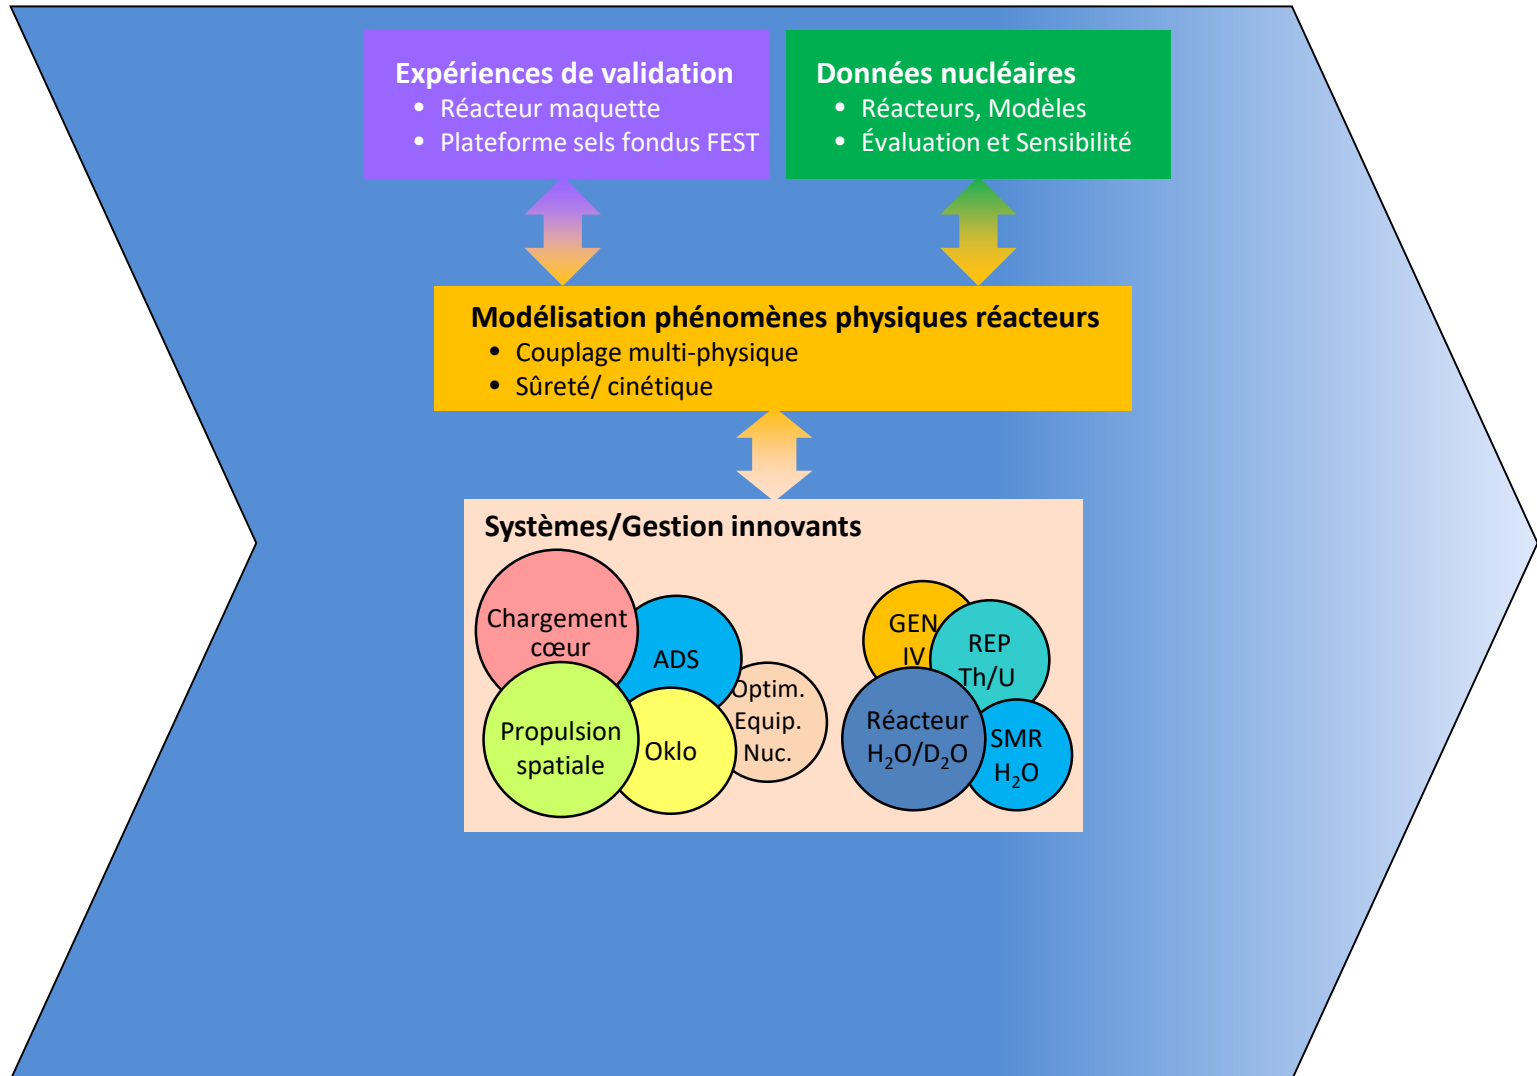 Expériences de validation
• Réacteur maquette
• Plateforme sels fondus FEST
Données nucléaires
• Réacteurs, Modèles
• Évaluation et Sensibilité
Modélisation phénomènes physiques réacteurs
• Couplage multi-physique
• Sûreté/ cinétique
Systèmes/Gestion innovants
Chargement
cœur
ADS
Optim.
Equip.
Nuc.
Propulsion
spatiale
Oklo
GEN
IV
REP
Th/U
Réacteur
H₂O/D₂O
SMR
H₂O